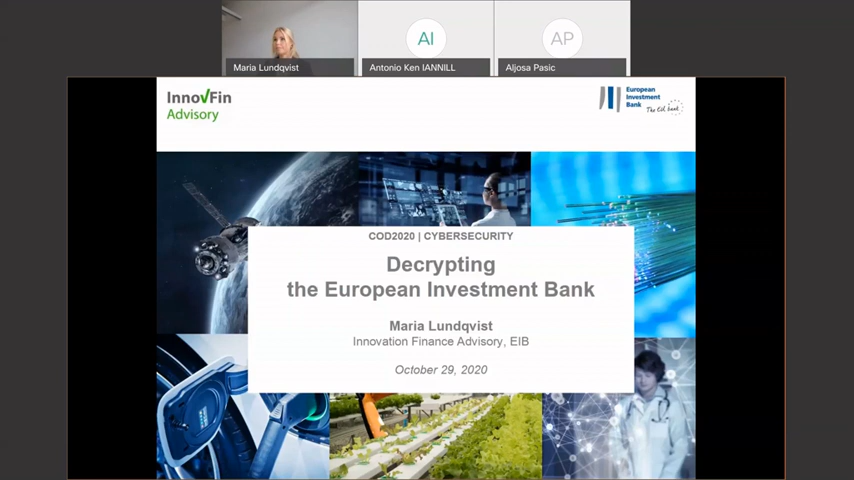 AI
AP
Maria Lundqvist
Antonio Ken IANNILL
Aljosa Pasic
InnovFin
Advisory
European
Investment
Bank
The EU bank
COD2020 | CYBERSECURITY
Decrypting
the European Investment Bank
Maria Lundqvist
Innovation Finance Advisory, EIB
October 29, 2020